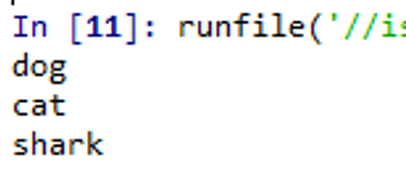 In [11]: runfile('//is
dog
cat
shark